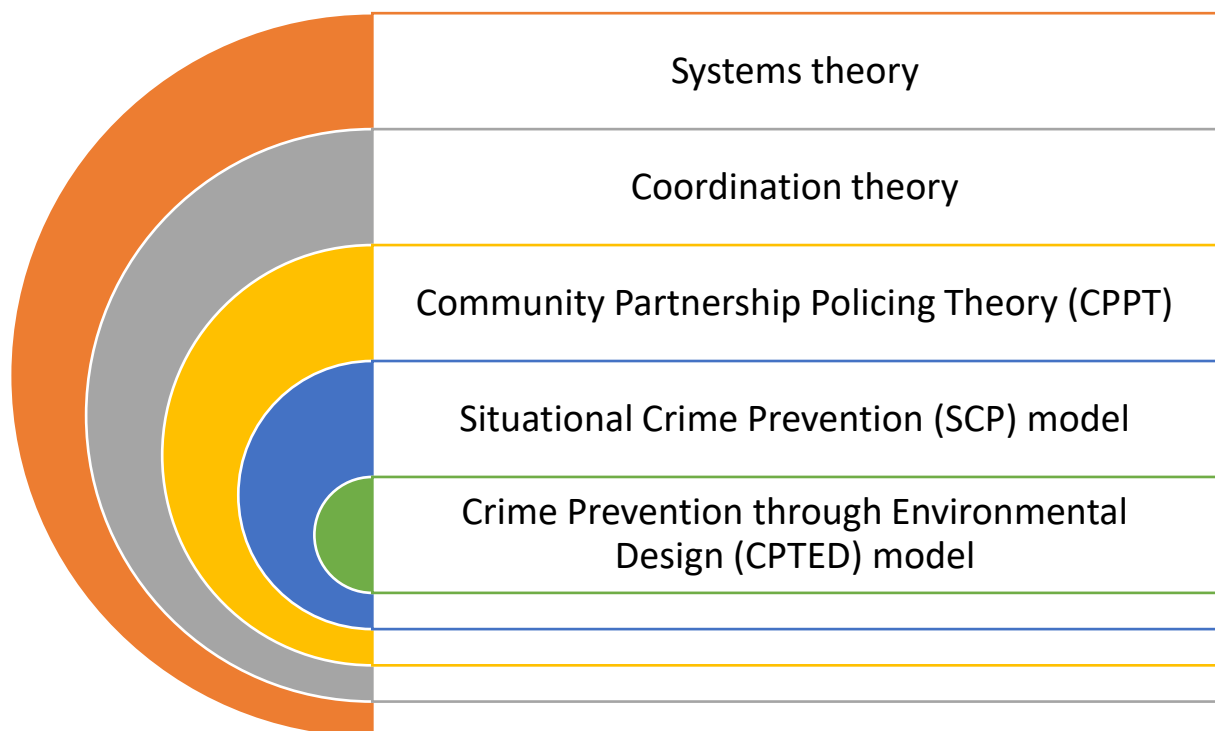 Systems theory
Coordination theory
Community Partnership Policing Theory (CPPT)
Situational Crime Prevention (SCP) model
Crime Prevention through Environmental
Design (CPTED) model